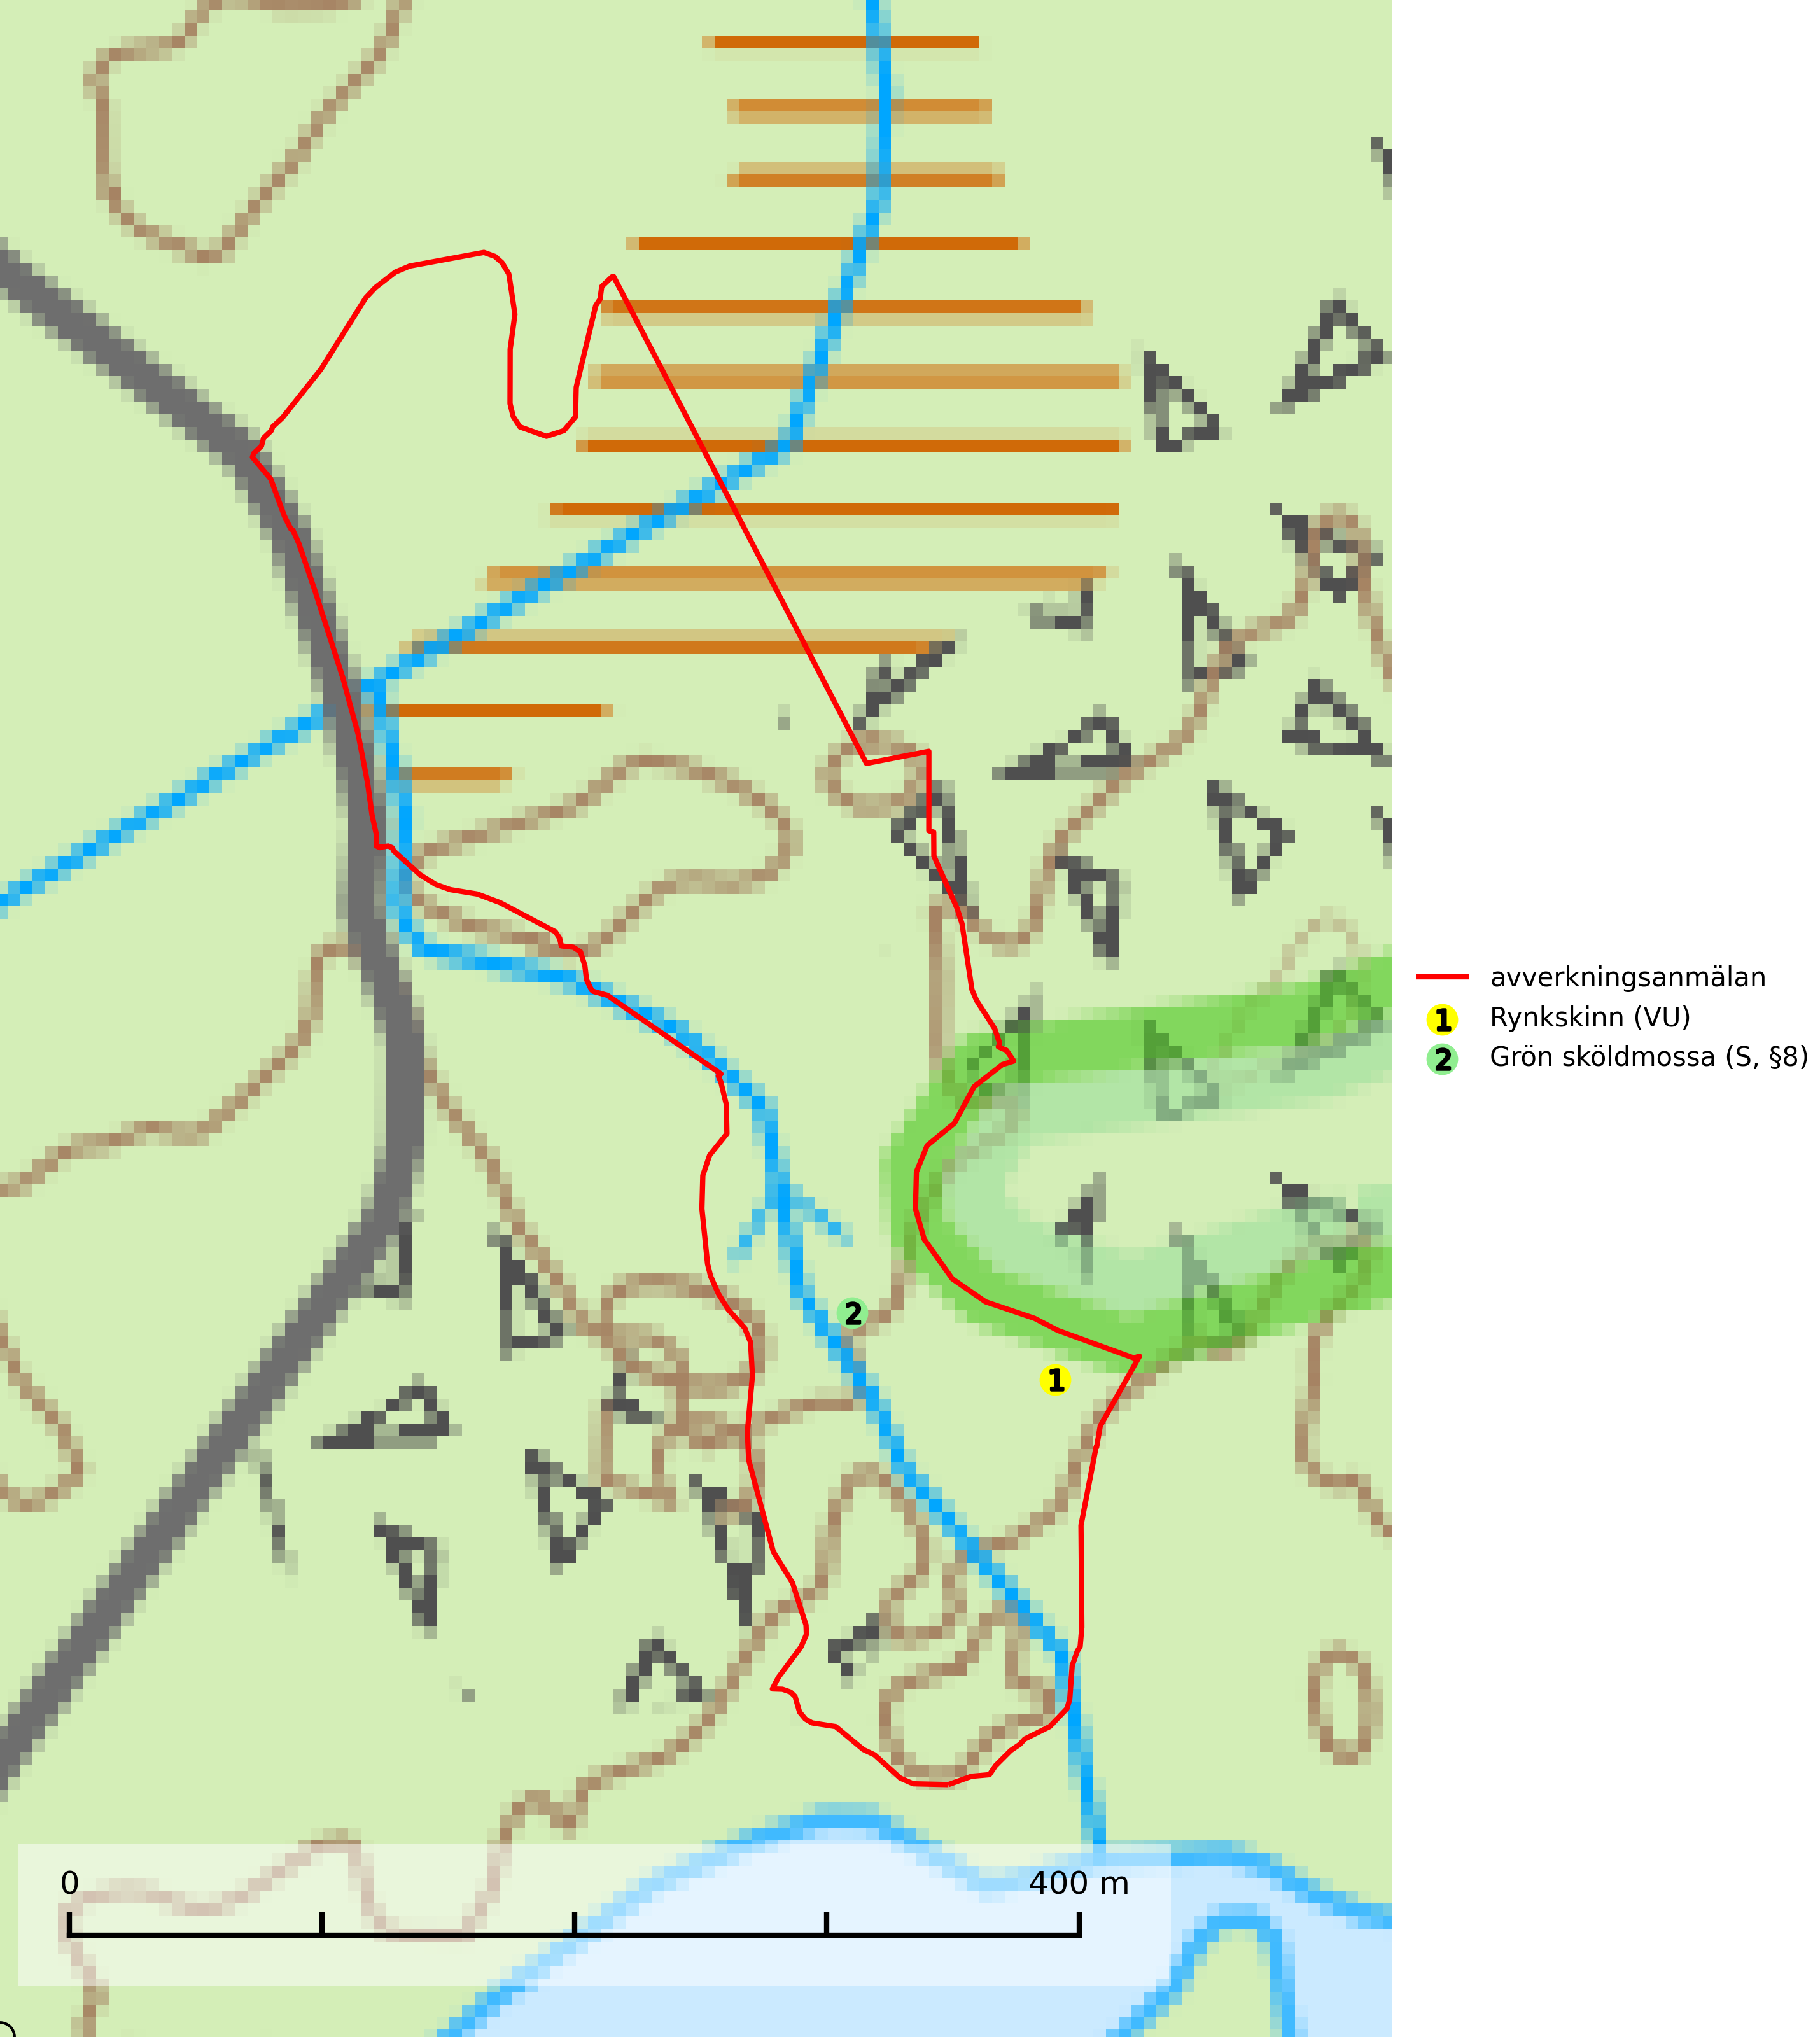 2
1
avverkningsanmälan
1 Rynkskinn (VU)
2 Grön sköldmossa (S, §8)
0 400 m